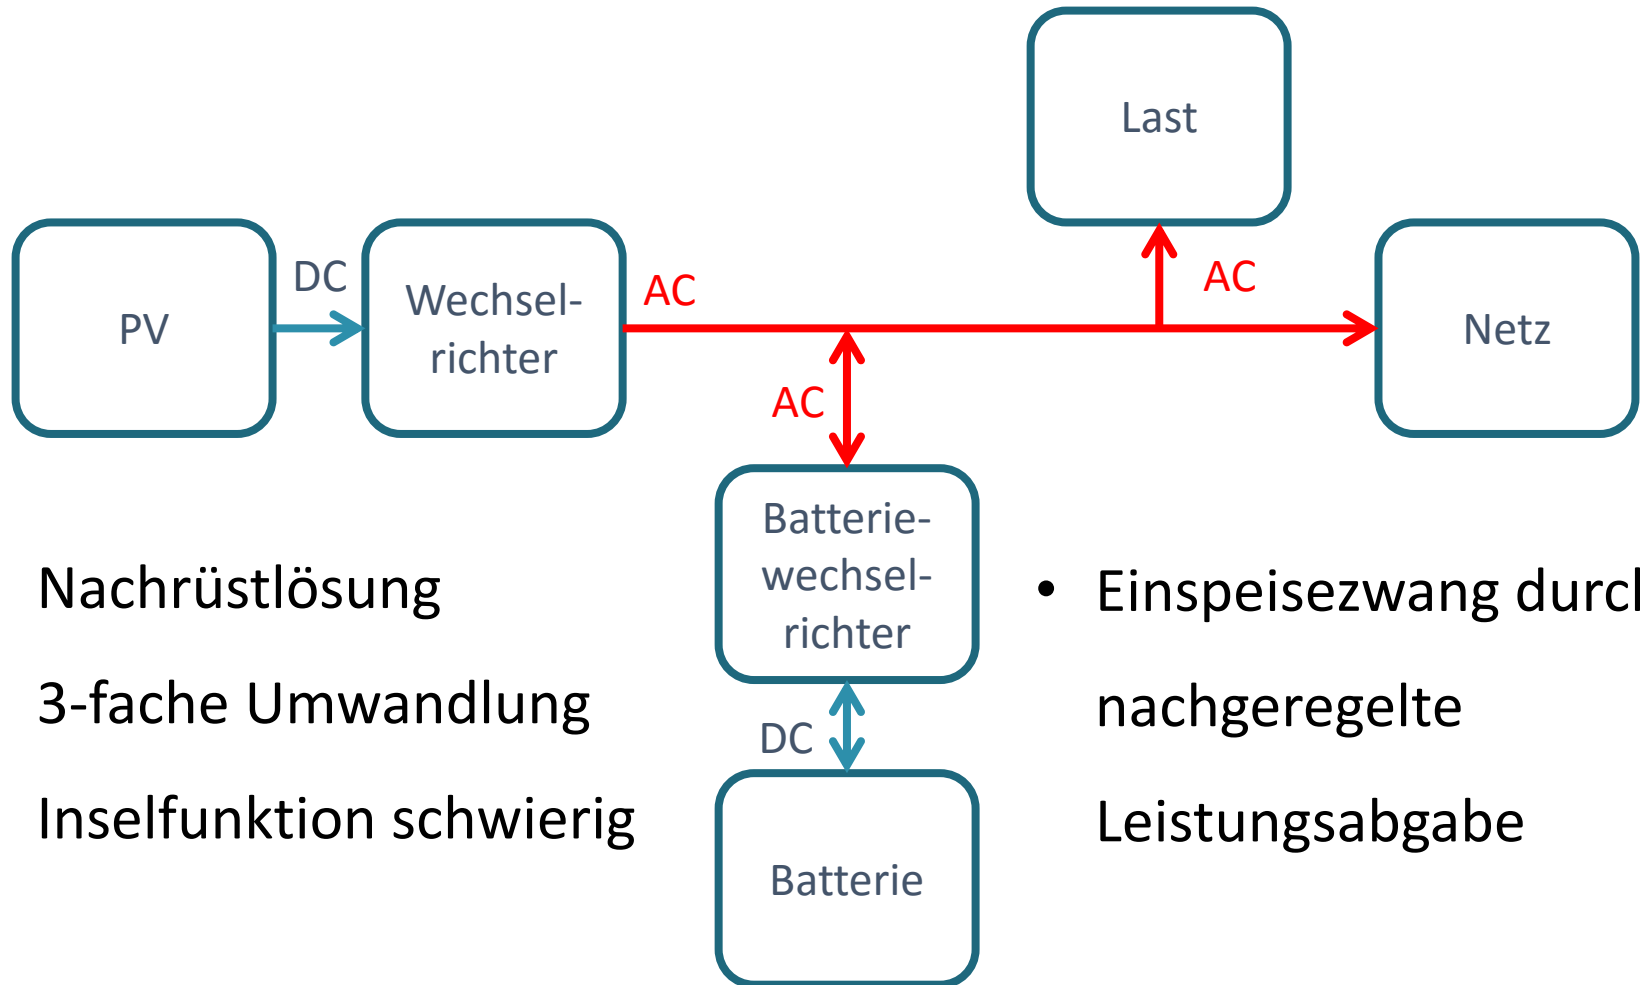 Last
PV
DC
Wechsel-
richter
AC
AC
Netz
AC
Batterie-
wechsel-
richter
DC
Batterie
Nachrüstlösung
3-fache Umwandlung
Inselfunktion schwierig
• Einspeisezwang
nachgeregelte
Leistungsabgabe